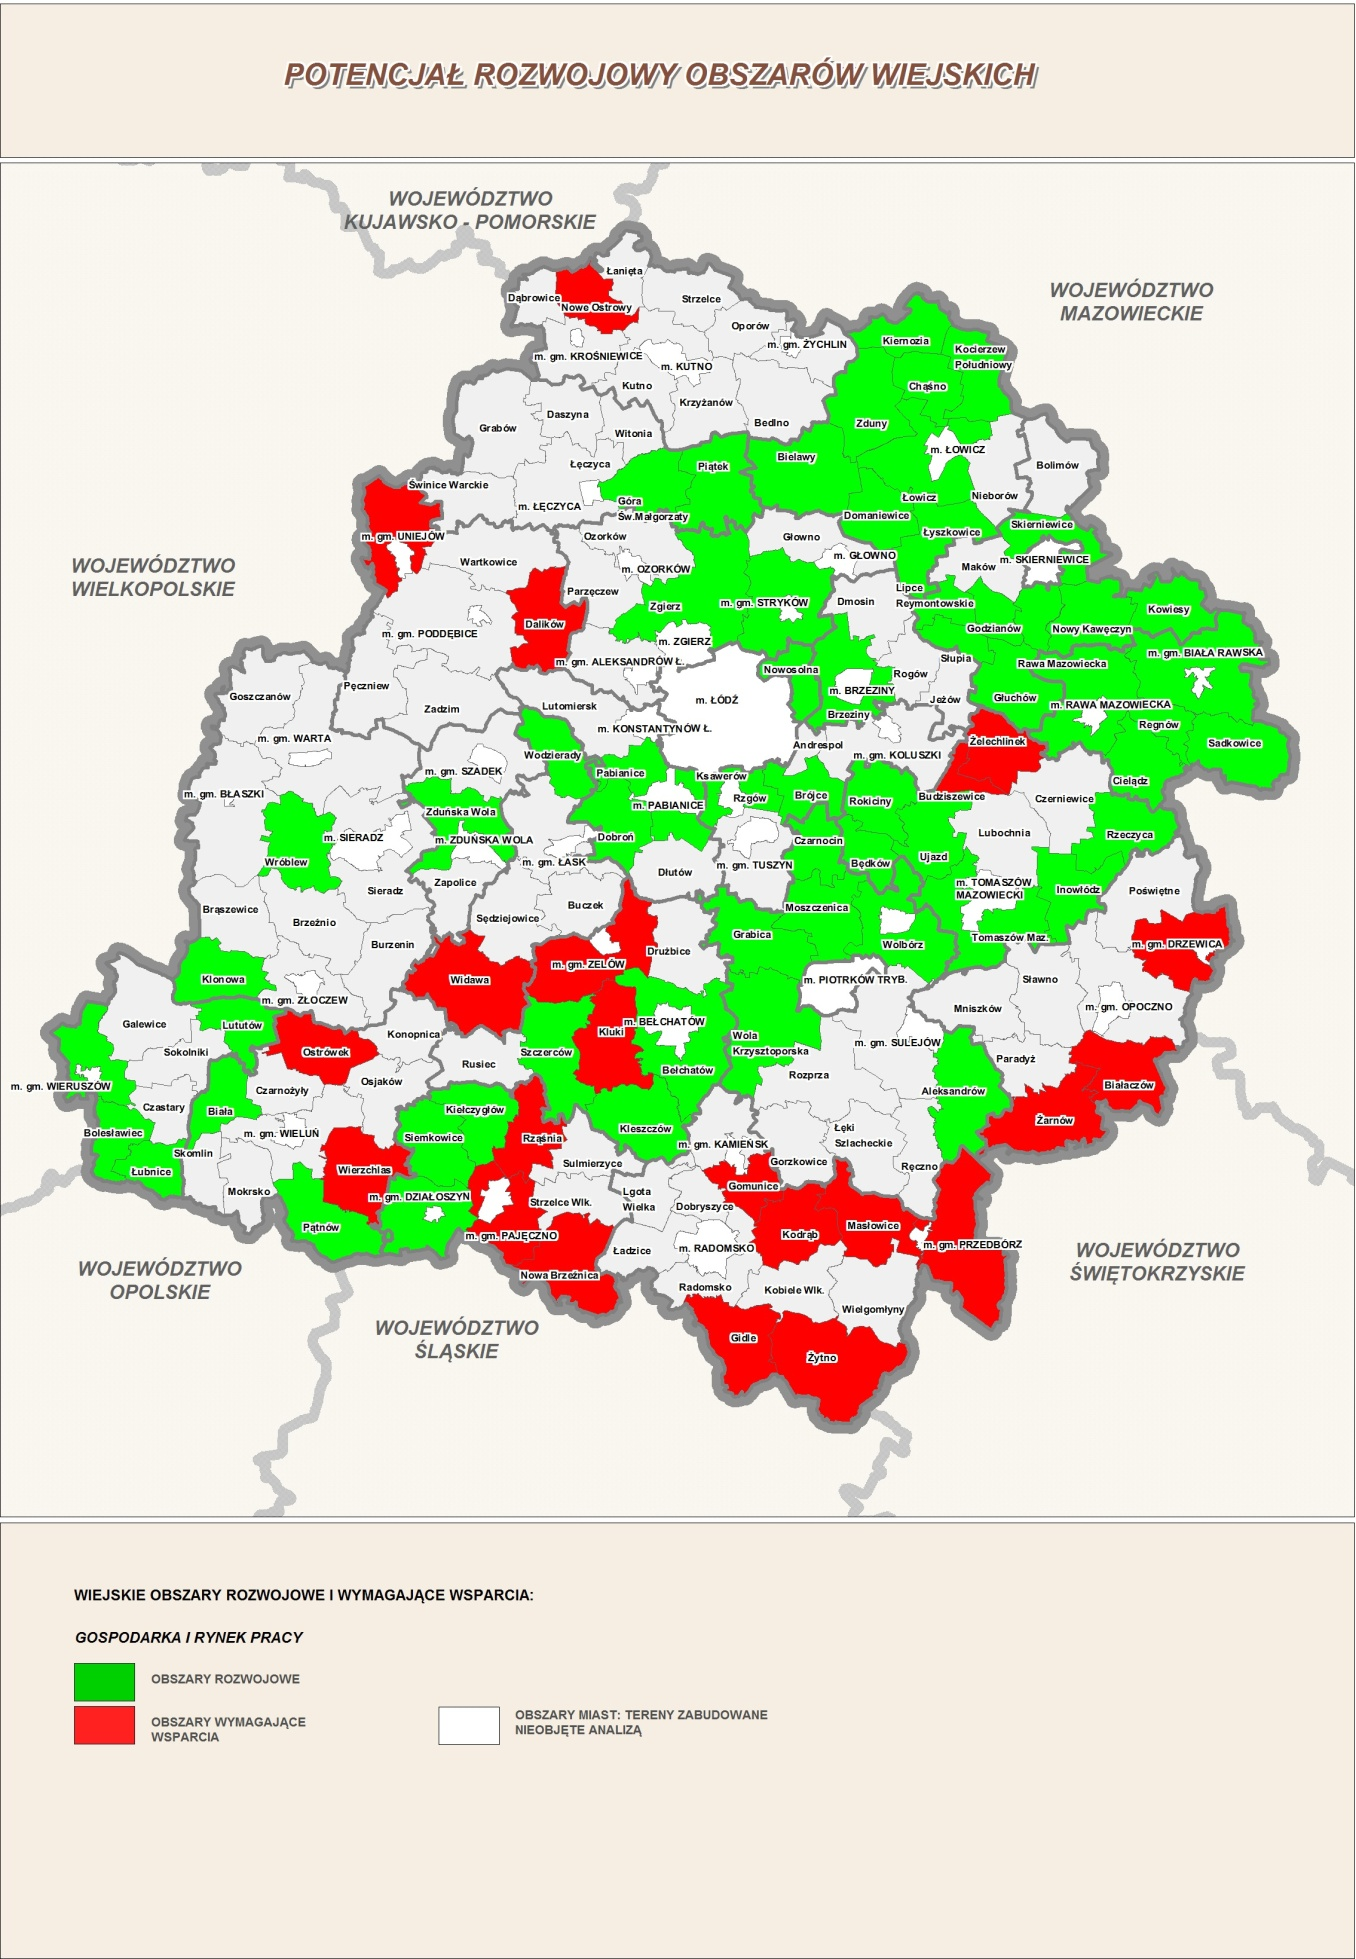 POTENCJAŁ ROZWOJOWY OBSZARÓW WIEJSKICH
WOJEWÓDZTWO
KUJAWSKO - POMORSKIE
WOJEWÓDZTWO
MAZOWIECKIE
Łanięta
Dąbrowice
Nowe Ostrowy
Strzelce
Oporów
m. gm. ŻYCHLIN
m. gm. KROŚNIEWICE
m. KUTNO
Kutno
Krzyżanów
Bedlno
Kiernozia
Kocierzew
Południowy
Chąśno
Zduny
Daszyna
Grabów
Witonia
Łęczyca
Piątek
Bielawy
m. ŁOWICZ
Bolimów
Świnice Warckie
m. ŁĘCZYCA
Góra
Św.Małgorzaty
Łowicz
Nieborów
Domaniewice
Łyszkowice
Skierniewice
m. gm. UNIEJÓW
Ozorków
Głowno
m. GŁOWNO
m. SKIERNIEWICE
WOJEWÓDZTWO
WIELKOPOLSKIE
Wartkowice
m. OZORKÓW
Maków
Parzęczew
Lipce
Reymontowskie
Dmosin
Zgierz
m. gm. STRYKÓW
Kowiesy
Dalików
m. gm. PODDĘBICE
m. ZGIERZ
Godzianów
Nowy Kawęczyn
m. gm. BIAŁA RAWSKA
m. gm. ALEKSANDRÓW Ł.
Nowosolna
Słupia
Rawa Mazowiecka
Rogów
Pęczniew
Goszczanów
m. ŁÓDŹ
m. BRZEZINY
Jeżów
Głuchów
m. RAWA MAZOWIECKA
Zadzim
Lutomiersk
Brzeziny
Regnów
m. KONSTANTYNÓW Ł.
m. gm. WARTA
Andrespol
m. gm. KOLUSZKI
Żelechlinek
Sadkowice
Wodzierady
m. gm. SZADEK
Pabianice
Ksawerów
Cielądz
m. gm. BŁASZKI
Rzgów
Brójce
Rokiciny
Budziszewice
Czerniewice
m. PABIANICE
Zduńska Wola
m. SIERADZ
m. ZDUŃSKA WOLA
Dobroń
Czarnocin
Lubochnia
Rzeczyca
Wróblew
m. gm. ŁASK
m. gm. TUSZYN
Będków
Ujazd
Dłutów
Zapolice
Sieradz
m. TOMASZÓW
MAZOWIECKI
Inowłódz
Poświętne
Brąszewice
Brzeźnio
Sędziejowice
Buczek
Moszczenica
Burzenin
Grabica
Wolbórz
Tomaszów Maz.
m. gm. DRZEWICA
Drużbice
m. gm. ZELÓW
Klonowa
Widawa
m. PIOTRKÓW TRYB.
Sławno
m. gm. ZŁOCZEW
Mniszków
m. gm. OPOCZNO
Galewice
Lututów
Konopnica
Kluki
m. BEŁCHATÓW
Wola
Krzysztoporska
m. gm. SULEJÓW
Sokolniki
Ostrówek
Szczerców
Paradyż
Rusiec
Bełchatów
Rozprza
m. gm. WIERUSZÓW
Czarnożyły
Osjaków
Aleksandrów
Białaczów
Czastary
Biała
Kiełczygłów
Żarnów
Bolesławiec
m. gm. WIELUŃ
Siemkowice
Rząśnia
Kleszczów
m. gm. KAMIEŃSK
Łęki
Szlacheckie
Skomlin
Łubnice
Wierzchlas
Sulmierzyce
Gorzkowice
Ręczno
Mokrsko
m. gm. DZIAŁOSZYN
Strzelce Wlk.
Lgota
Wielka
Gomunice
Dobryszyce
Pątnów
m. gm. PAJĘCZNO
Kodrąb
Masłowice
m. gm. PRZEDBÓRZ
Ładzice
m. RADOMSKO
WOJEWÓDZTWO
OPOLSKIE
Nowa Brzeźnica
Radomsko
Kobiele Wlk.
Wielgomłyny
WOJEWÓDZTWO
ŚWIĘTOKRZYSKIE
WOJEWÓDZTWO
ŚLĄSKIE
Gidle
Żytno
WIEJSKIE OBSZARY ROZWOJOWE I WYMAGAJĄCE WSPARCIA:
GOSPODARKA I RYNEK PRACY
OBSZARY ROZWOJOWE
OBSZARY WYMAGAJĄCE
WSPARCIA
OBSZARY MIAST: TERENY ZABUDOWANE
NIEOBJĘTE ANALIZĄ